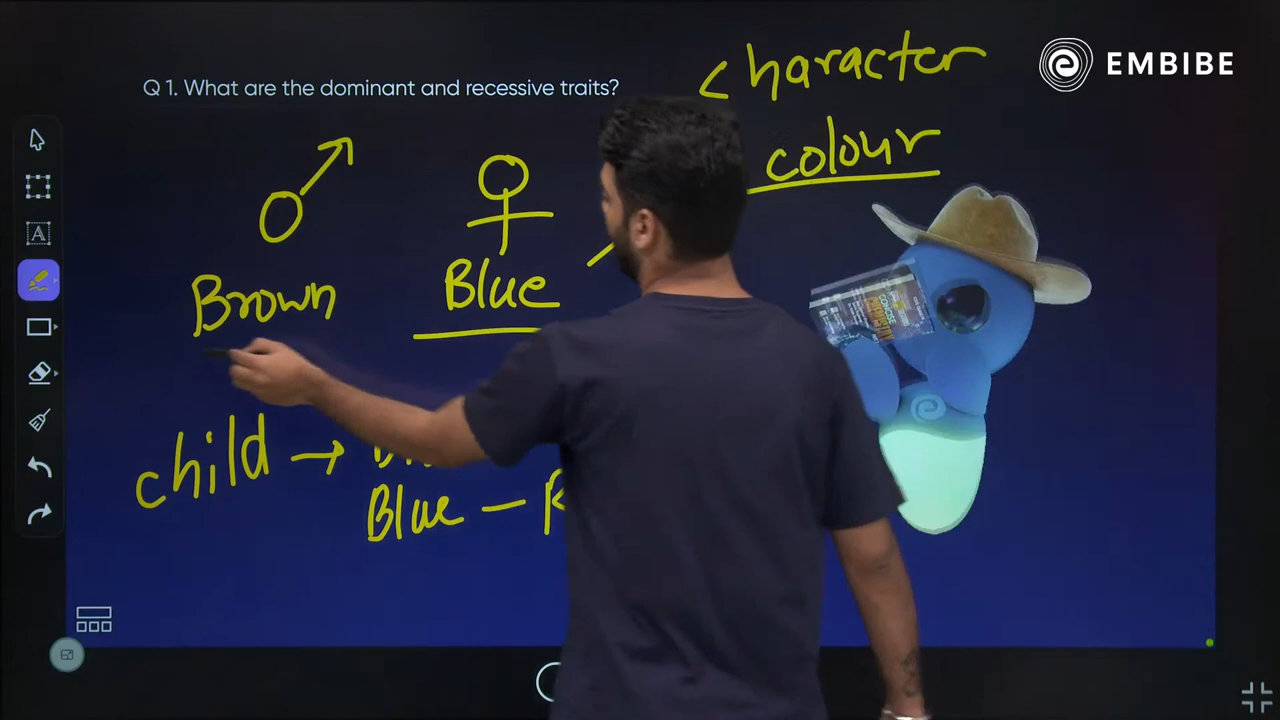 EMBIBE
Q 1. What are the dominant and recessive traits?
character
colour
Brown
Blue
child →
Blue –